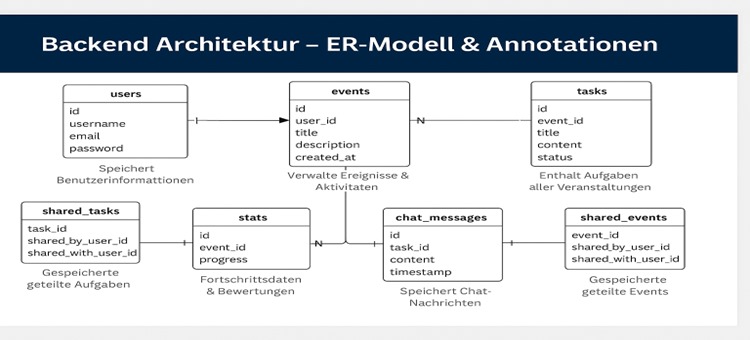 Backend Architektur – ER-Modell & Annotationen
users
id
username
email
password
Speichert
Benutzerinformattionen
I
events
id
user_id
title
description
created_at
Verwalte Ereignisse &
Aktivitaten
N
tasks
id
event_id
title
content
status
Enthalt Aufgaben
aller Veranstaltungen
shared_tasks
task_id
shared_by_user_id
shared_with_user_id
Gespeicherte
geteilte Aufgaben
stats
id
event_id
progress
Fortschrittsdaten
& Bewertungen
N
chat_messages
id
task_id
content
timestamp
Speichert Chat-
Nachrichten
shared_events
event_id
shared_by_user_id
shared_with_user_id
Gespeicherte
geteilte Events